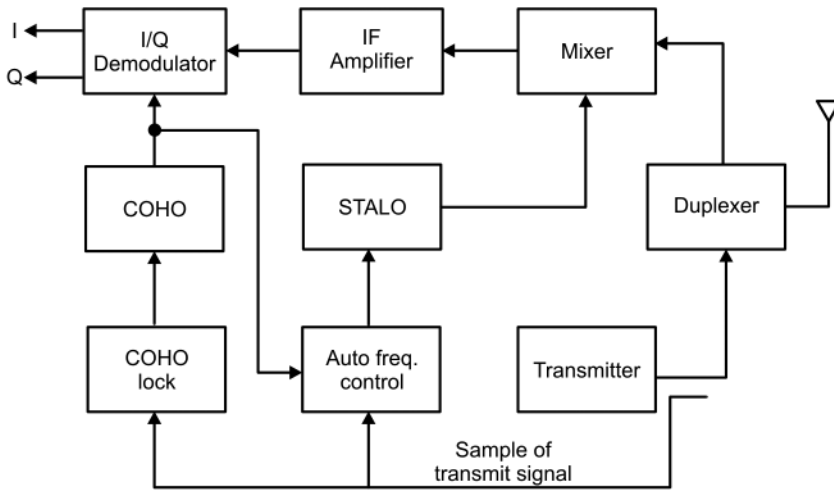 I
Q
I/Q
Demodulator
IF
Amplifier
Mixer
COHO
STALO
Duplexer
COHO
lock
Auto freq.
control
Transmitter
Sample of
transmit signal